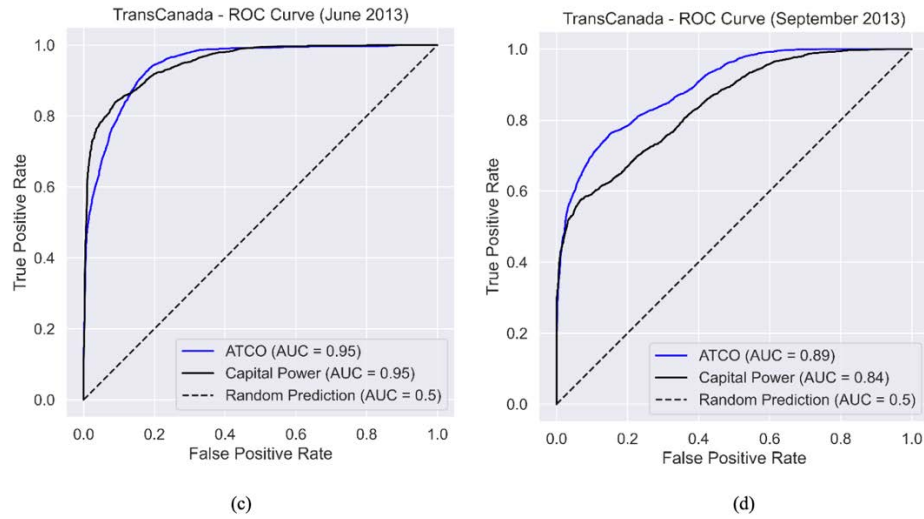 TransCanada - ROC Curve (June 2013)
1.0
0.8
0.6
0.4
0.2
0.0
True Positive Rate
ATCO (AUC = 0.95)
Capital Power (AUC = 0.95)
Random Prediction (AUC = 0.5)
0.0 0.2 0.4 0.6 0.8 1.0
False Positive Rate
(c)
TransCanada - ROC Curve (September 2013)
1.0
0.8
0.6
0.4
0.2
0.0
True Positive Rate
ATCO (AUC = 0.89)
Capital Power (AUC = 0.84)
Random Prediction (AUC = 0.5)
0.0 0.2 0.4 0.6 0.8 1.0
False Positive Rate
(d)